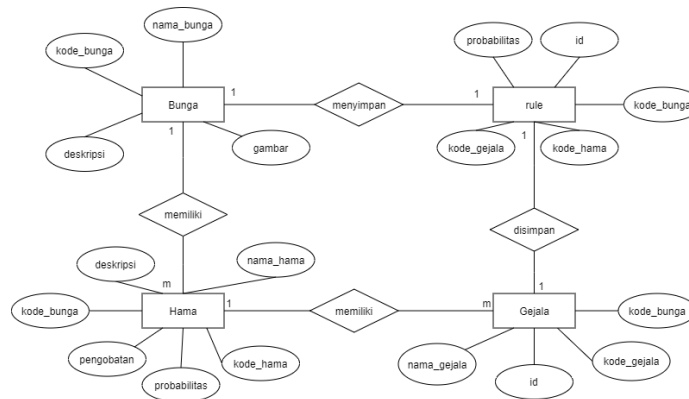 nama_bunga
probabilitas
id
kode_bunga
Bunga
1
menyimpan
1
rule
kode_bunga
1
deskripsi
gambar
kode_gejala
1
kode_hama
memiliki
disimpan
deskripsi
nama_hama
m
1
kode_bunga
Hama
1
memiliki
m
Gejala
kode_bunga
pengobatan
kode_hama
nama_gejala
kode_gejala
probabilitas
id